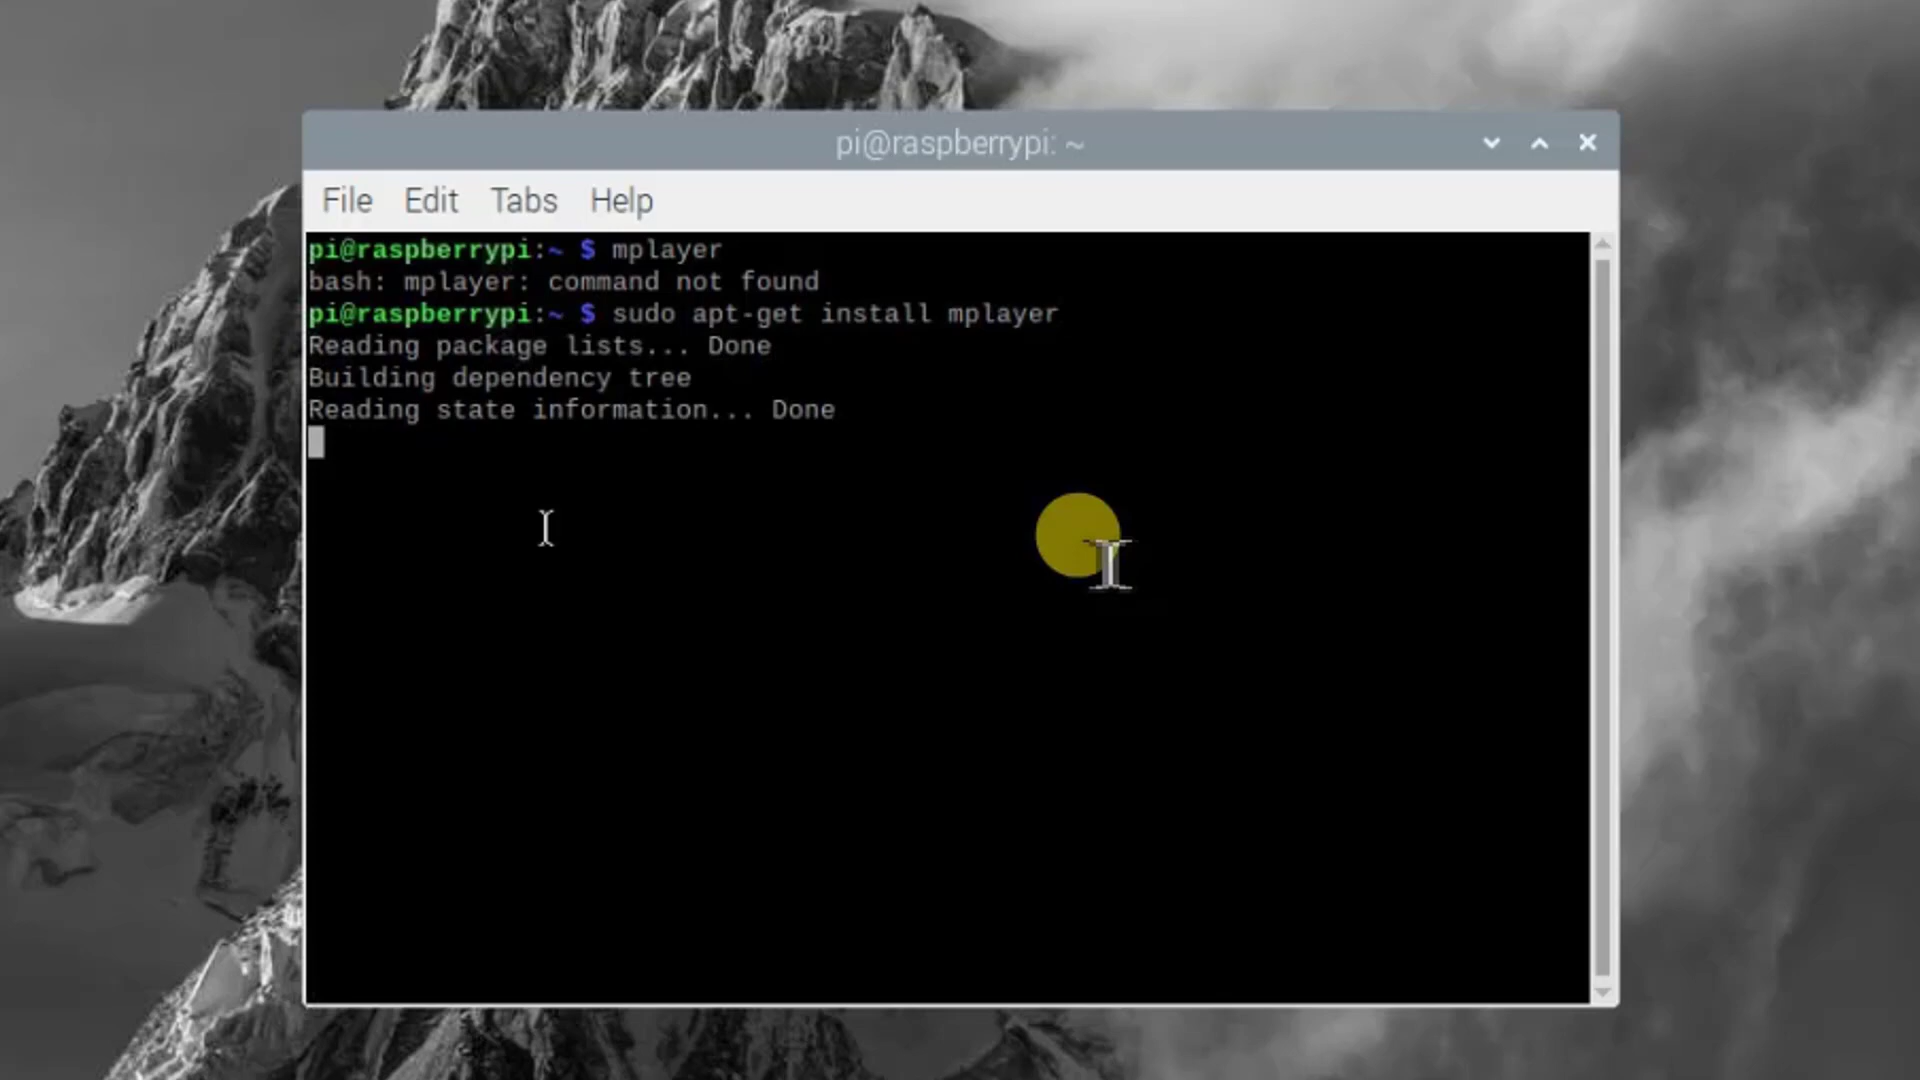 pi@raspberrypi: ~
File Edit Tabs Help
pi@raspberrypi:~ $ mplayer
bash: mplayer: command not found
pi@raspberrypi:~ $ sudo apt-get install mplayer
Reading package lists... Done
Building dependency tree
Reading state information... Done